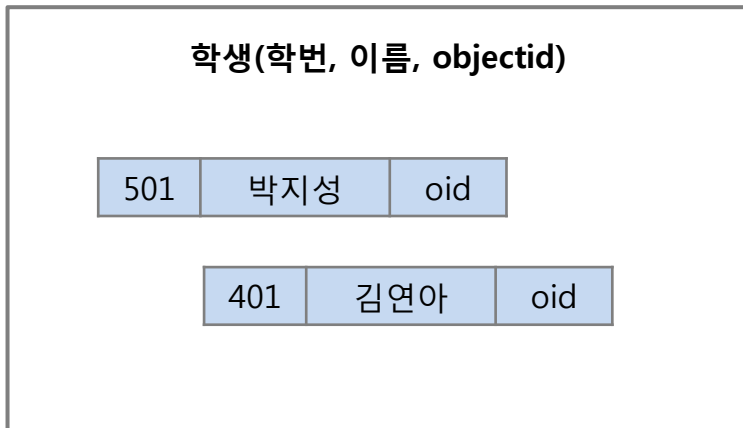 학생(학번, 이름, objectid)
501 박지성 oid
401 김연아 oid